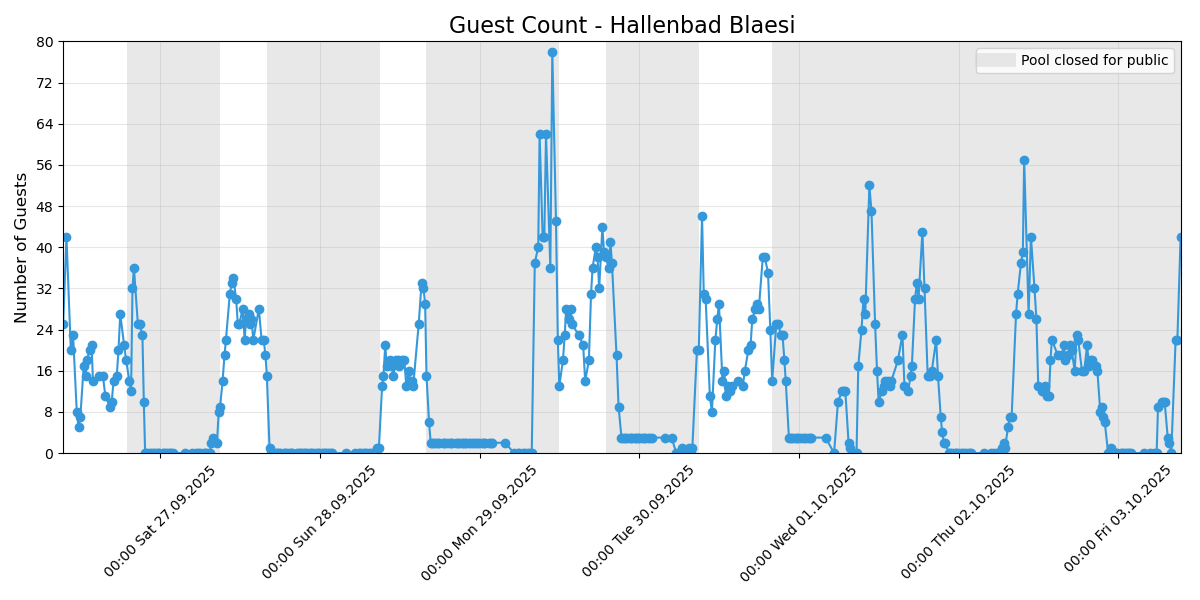 Guest Count - Hallenbad Blaesi
Pool closed for public
Number of Guests
80
72
64
56
48
40
32
24
16
8
0
00:00 Sat 27.09.2025
00:00 Sun 28.09.2025
00:00 Mon 29.09.2025
00:00 Tue 30.09.2025
00:00 Wed 01.10.2025
00:00 Thu 02.10.2025
00:00 Fri 03.10.2025